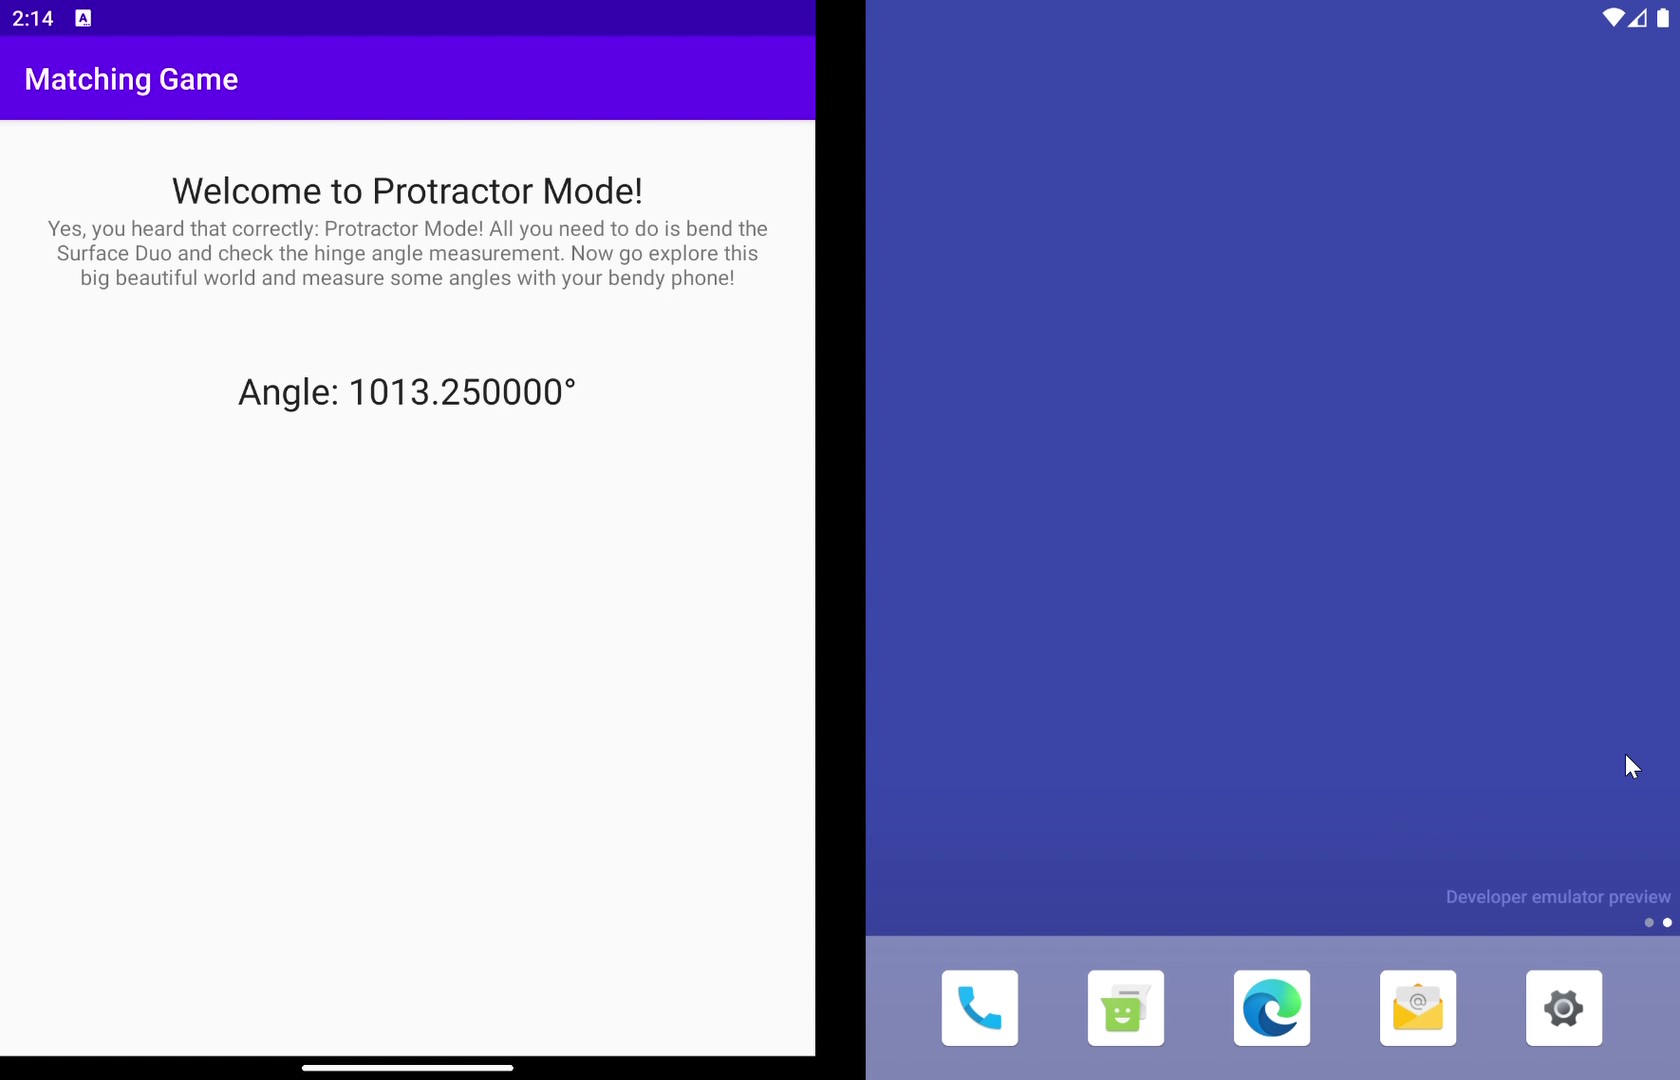 2:14
A
Matching Game
Welcome to Protractor Mode!
Yes, you heard that correctly: Protractor Mode! All you need to do is bend the
Surface Duo and check the hinge angle measurement. Now go explore this
big beautiful world and measure some angles with your bendy phone!
Angle: 1013.250000°
Developer emulator preview
@